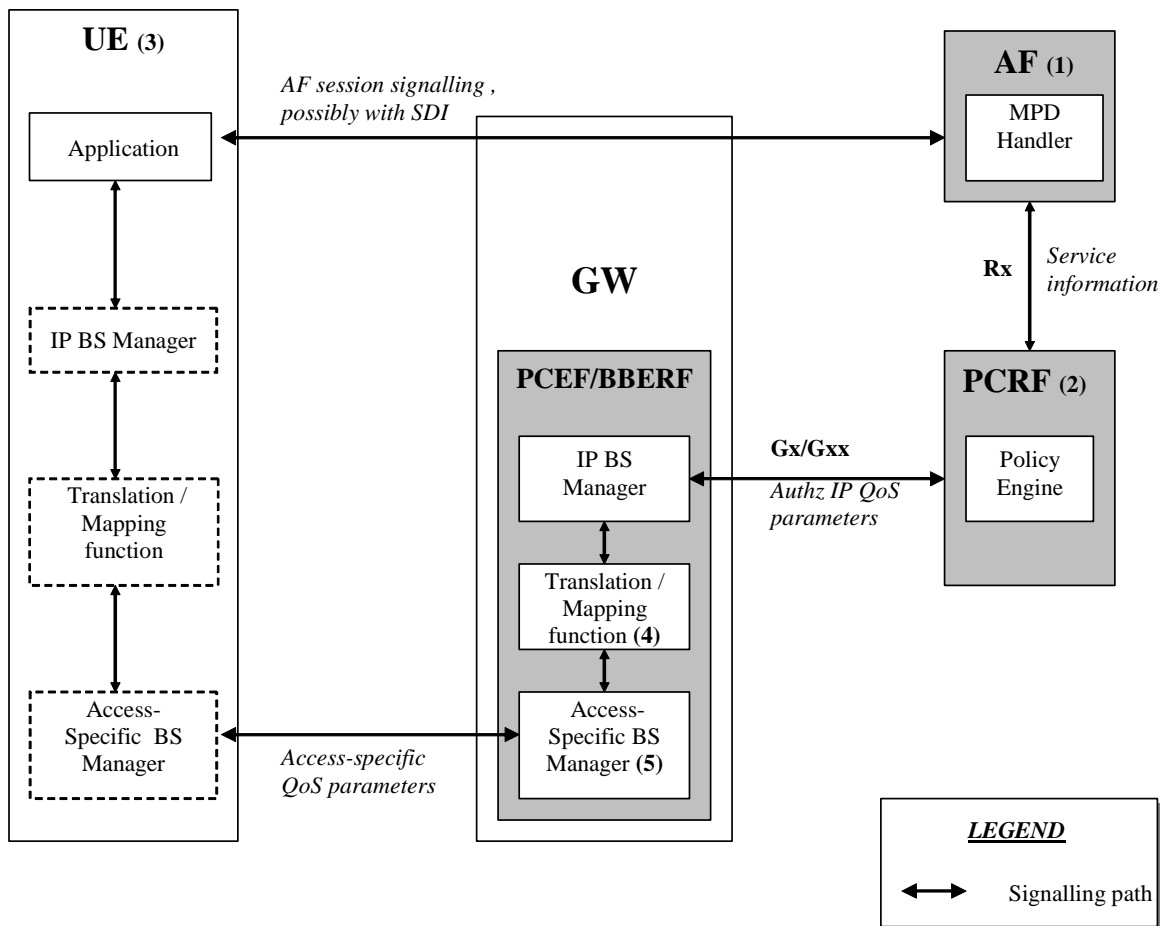 UE (3)
AF session signalling ,
possibly with SDI
AF (1)
MPD
Handler
Application
GW
Rx
Service
information
IP BS Manager
PCEF/BBERF
PCRF (2)
IP BS
Manager
Gx/Gxx
Authz IP QoS
parameters
Policy
Engine
Translation /
Mapping
function
Translation /
Mapping
function (4)
Access-
Specific BS
Manager
Access-specific
QoS parameters
Access-
Specific BS
Manager (5)
LEGEND
Signalling path